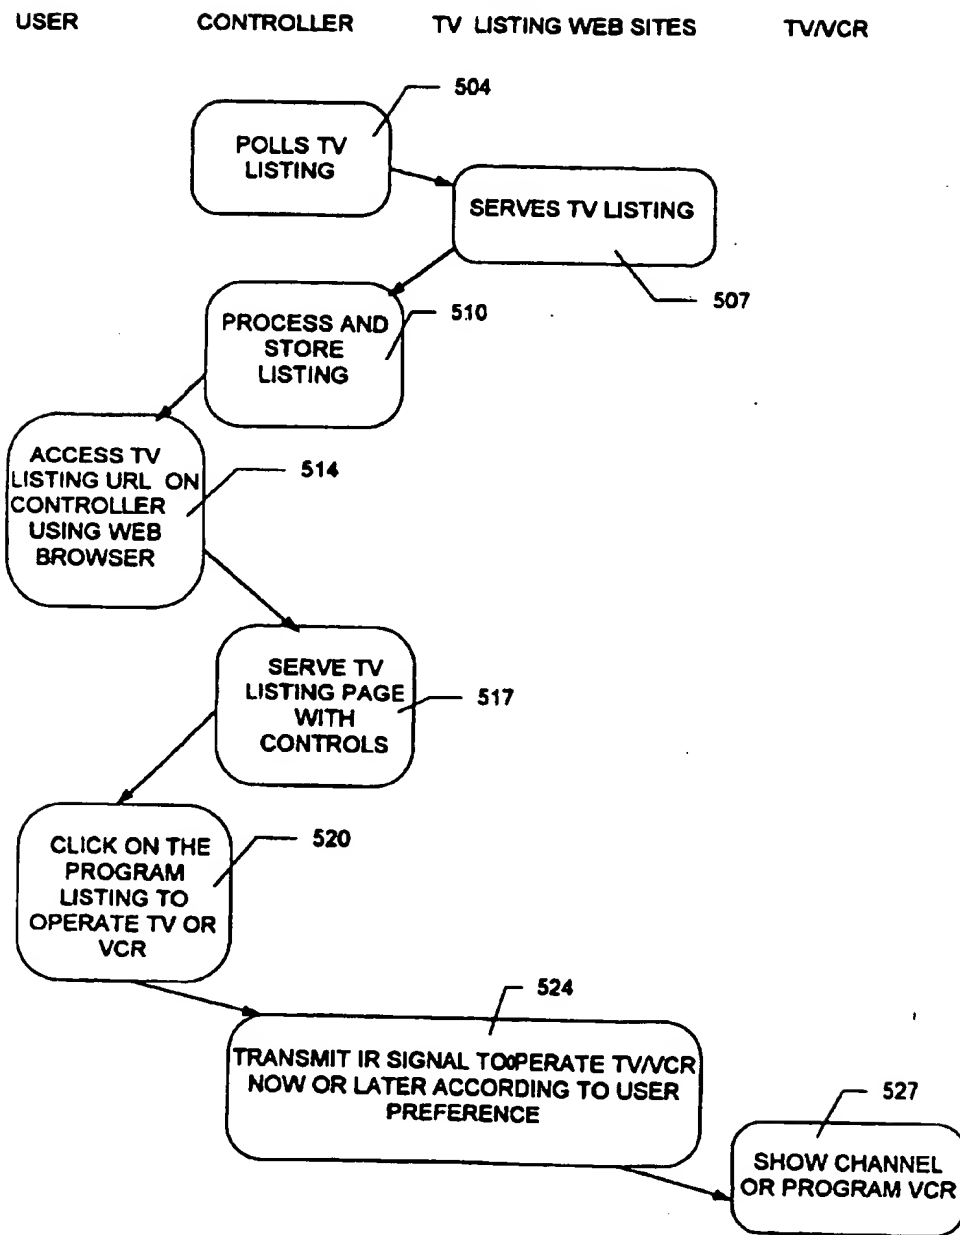 USER CONTROLLER TV LISTING WEB SITES TV/VCR
504
POLLS TV
LISTING
SERVES TV LISTING
507
510
PROCESS AND
STORE
LISTING
ACCESS TV
LISTING URL ON
CONTROLLER
USING WEB
BROWSER
514
SERVE TV
LISTING PAGE
WITH
CONTROLS
517
CLICK ON THE
PROGRAM
LISTING TO
OPERATE TV OR
VCR
520
524
TRANSMIT IR SIGNAL TO OPERATE TV/VCR
NOW OR LATER ACCORDING TO USER
PREFERENCE
527
SHOW CHANNEL
OR PROGRAM VCR